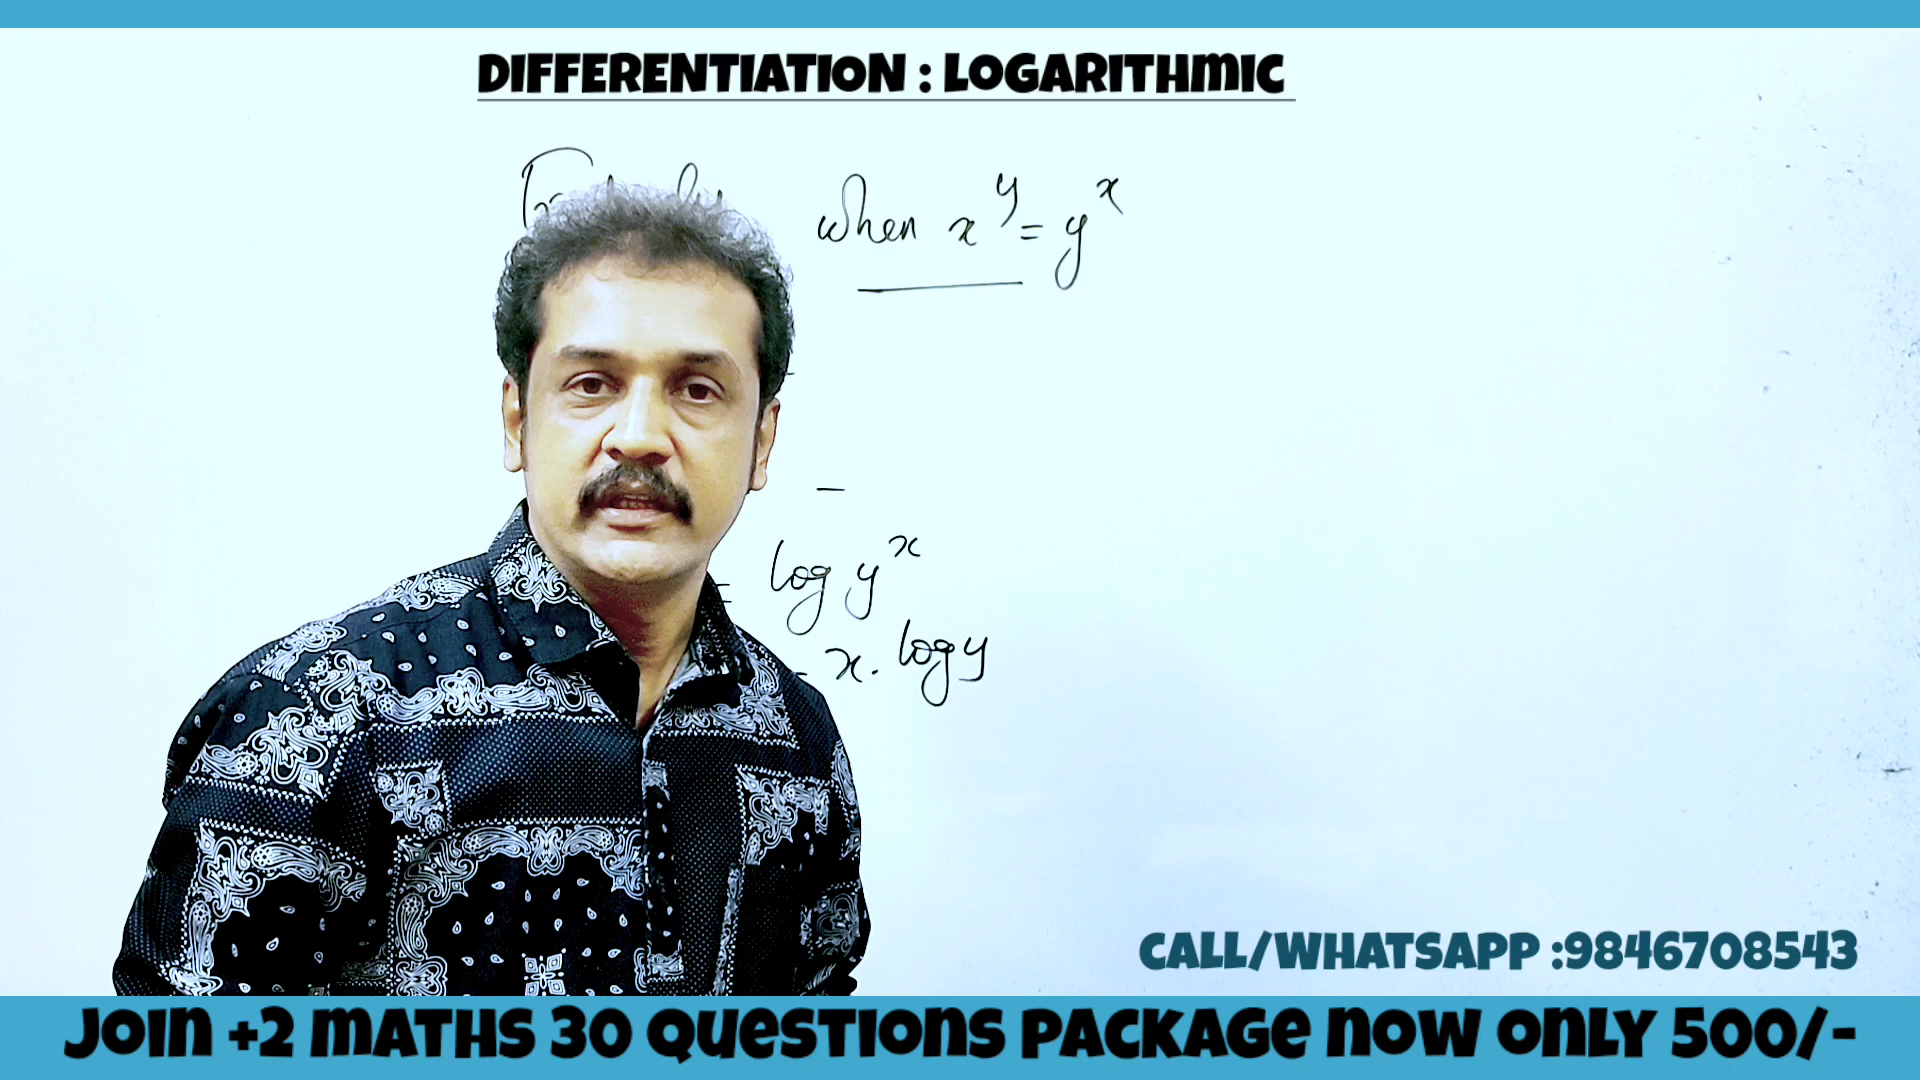 DIFFERENTIATION : LOGARITHMIC
when x^y = y^x
= log y^x
x. log y
CALL/WHATSAPP :9846708543
JOIN +2 MATHS 30 QUESTIONS PACKAGE NOW ONLY 500/-